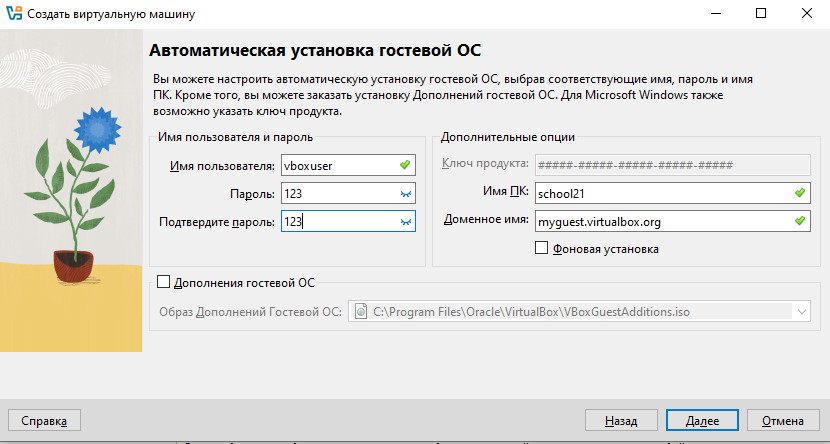 Создать виртуальную машину
Автоматическая установка гостевой ОС
Вы можете настроить автоматическую установку гостевой ОС, выбрав соответствующие имя, пароль и имя
ПК. Кроме того, вы можете заказать установку Дополнений гостевой ОС. Для Microsoft Windows также
возможно указать ключ продукта.
Имя пользователя и пароль
Имя пользователя: vboxuser
Пароль: 123
Подтвердите пароль: 123
Дополнительные опции
Ключ продукта: #####-#####-#####-#####-#####
Имя ПК: school21
Доменное имя: myguest.virtualbox.org
Фоновая установка
Дополнения гостевой ОС
Образ Дополнений Гостевой ОС: C:\Program Files\Oracle\VirtualBox\VBoxGuestAdditions.iso
Справка
Назад
Далее
Отмена